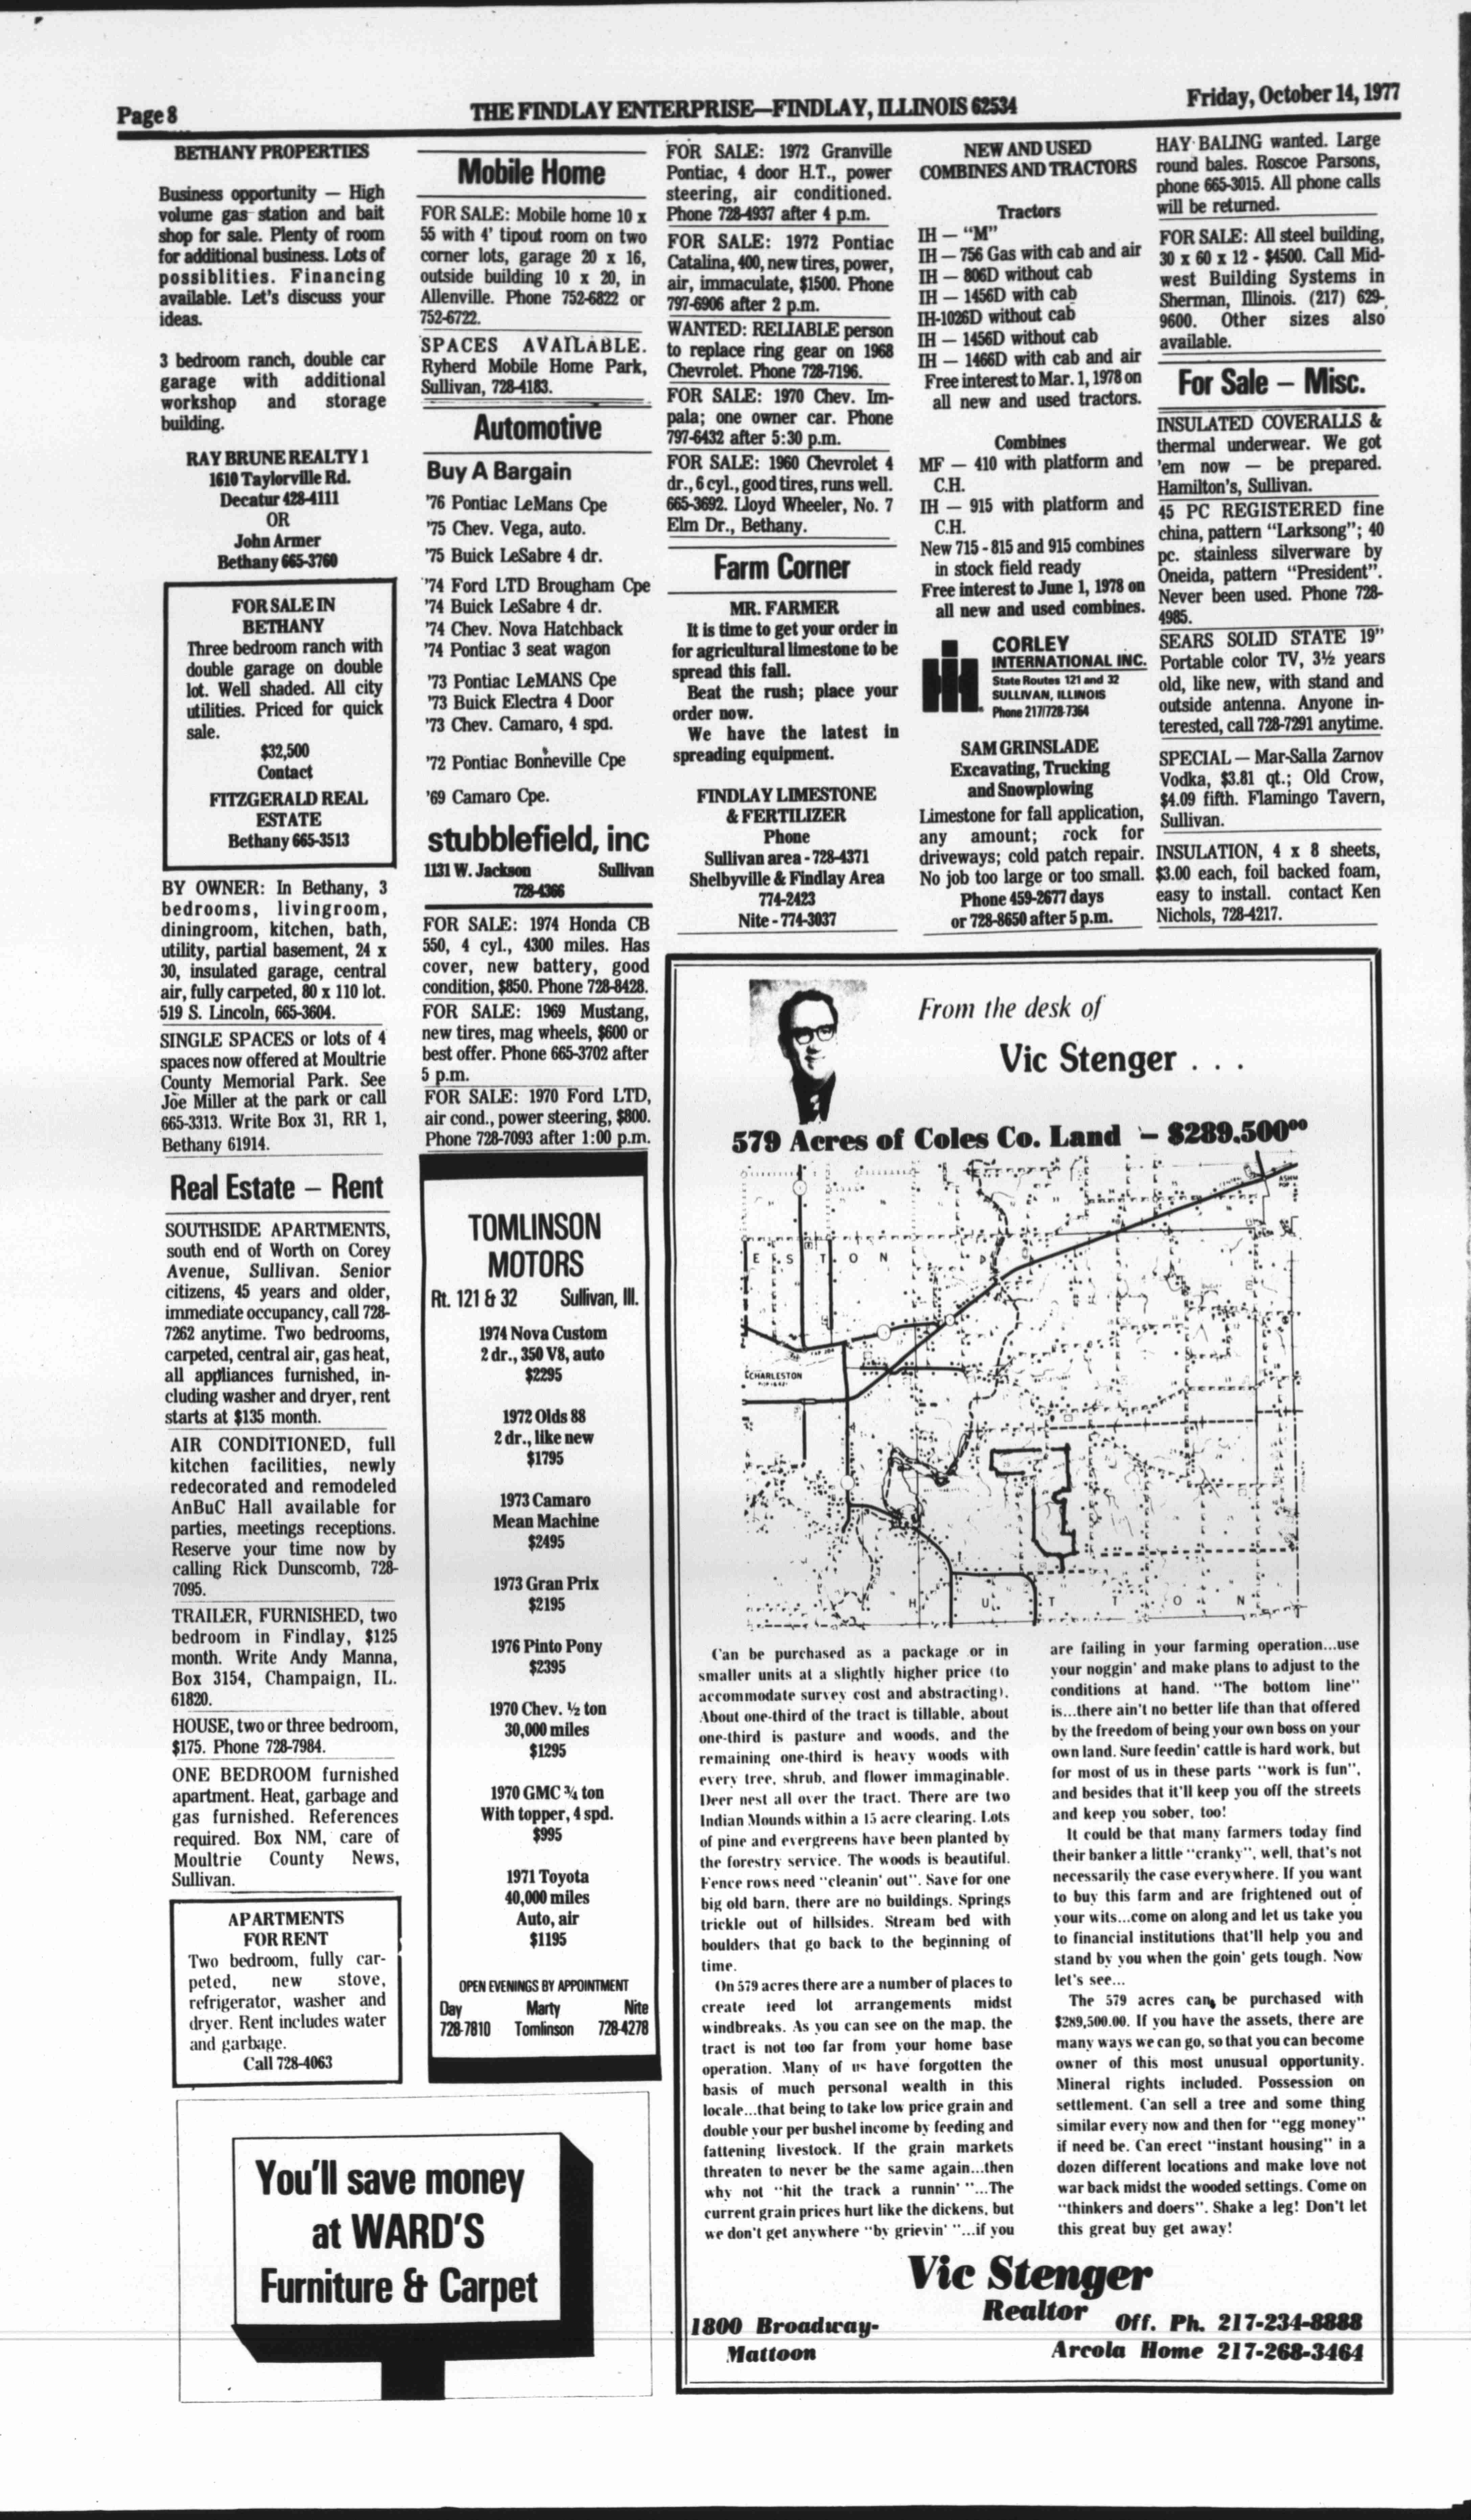 Page 8
THE FINDLAY ENTERPRISE—FINDLAY, ILLINOIS 62534
Friday, October 14, 1977
BETHANY PROPERTIES
Business opportunity — High
volume gas station and bait
shop for sale. Plenty of room
for additional business. Lots of
possiblities. Financing
available. Let's discuss your
ideas.
3 bedroom ranch, double car
garage with additional
workshop and storage
building.
RAY BRUNE REALTY 1
1610 Taylorville Rd.
Decatur 428-4111
OR
John Armer
Bethany 665-3760
FOR SALE IN
BETHANY
Three bedroom ranch with
double garage on double
lot. Well shaded. All city
utilities. Priced for quick
sale.
$32,500
Contact
FITZGERALD REAL
ESTATE
Bethany 665-3513
BY OWNER: In Bethany, 3
bedrooms, livingroom,
diningroom, kitchen, bath,
utility, partial basement, 24 x
30, insulated garage, central
air, fully carpeted, 80 x 110 lot.
519 S. Lincoln, 665-3604.
SINGLE SPACES or lots of 4
spaces now offered at Moultrie
County Memorial Park. See
Joe Miller at the park or call
665-3313. Write Box 31, RR 1,
Bethany 61914.
Real Estate – Rent
SOUTHSIDE APARTMENTS,
south end of Worth on Corey
Avenue, Sullivan. Senior
citizens, 45 years and older,
immediate occupancy, call 728-
7262 anytime. Two bedrooms,
carpeted, central air, gas heat,
all appliances furnished, in-
cluding washer and dryer, rent
starts at $135 month.
AIR CONDITIONED, full
kitchen facilities, newly
redecorated and remodeled
AnBuC Hall available for
parties, meetings receptions.
Reserve your time now by
calling Rick Dunscomb, 728-
7095.
TRAILER, FURNISHED, two
bedroom in Findlay, $125
month. Write Andy Manna,
Box 3154, Champaign, IL.
61820.
HOUSE, two or three bedroom,
$175. Phone 728-7984.
ONE BEDROOM furnished
apartment. Heat, garbage and
gas furnished. References
required. Box NM, care of
Moultrie County News,
Sullivan.
APARTMENTS
FOR RENT
Two bedroom, fully car-
peted, new stove,
refrigerator, washer and
dryer. Rent includes water
and garbage.
Call 728-4063
Mobile Home
FOR SALE: Mobile home 10 x
55 with 4' tipout room on two
corner lots, garage 20 x 16,
outside building 10 x 20, in
Allenville. Phone 752-6822 or
752-6722.
SPACES AVAILABLE.
Ryherd Mobile Home Park,
Sullivan, 728-4183.
Automotive
Buy A Bargain
'76 Pontiac LeMans Cpe
'75 Chev. Vega, auto.
'75 Buick LeSabre 4 dr.
'74 Ford LTD Brougham Cpe
'74 Buick LeSabre 4 dr.
'74 Chev. Nova Hatchback
'74 Pontiac 3 seat wagon
'73 Pontiac LeMANS Cpe
'73 Buick Electra 4 Door
'73 Chev. Camaro, 4 spd.
'72 Pontiac Bonneville Cpe
'69 Camaro Cpe.
stubblefield, inc
1131 W. Jackson Sullivan
728-4366
FOR SALE: 1974 Honda CB
550, 4 cyl., 4300 miles. Has
cover, new battery, good
condition, $850. Phone 728-8428.
FOR SALE: 1969 Mustang,
new tires, mag wheels, $600 or
best offer. Phone 665-3702 after
5 p.m.
FOR SALE: 1970 Ford LTD,
air cond., power steering, $800.
Phone 728-7093 after 1:00 p.m.
TOMLINSON
MOTORS
Rt. 121 & 32 Sullivan, Ill.
1974 Nova Custom
2 dr., 350 V8, auto
$2295
1972 Olds 88
2 dr., like new
$1795
1973 Camaro
Mean Machine
$2495
1973 Gran Prix
$2195
1976 Pinto Pony
$2395
1970 Chev. ½ ton
30,000 miles
$1295
1970 GMC ¾ ton
With topper, 4 spd.
$995
1971 Toyota
40,000 miles
Auto, air
$1195
OPEN EVENINGS BY APPOINTMENT
Day Marty Nite
728-7810 Tomlinson 728-4278
You'll save money
at WARD'S
Furniture & Carpet
FOR SALE: 1972 Granville
Pontiac, 4 door H.T., power
steering, air conditioned.
Phone 728-4937 after 4 p.m.
FOR SALE: 1972 Pontiac
Catalina, 400, new tires, power,
air, immaculate, $1500. Phone
797-6906 after 2 p.m.
WANTED: RELIABLE person
to replace ring gear on 1968
Chevrolet. Phone 728-7196.
FOR SALE: 1970 Chev. Im-
pala; one owner car. Phone
797-6432 after 5:30 p.m.
FOR SALE: 1960 Chevrolet 4
dr., 6 cyl., good tires, runs well.
665-3692. Lloyd Wheeler, No. 7
Elm Dr., Bethany.
Farm Corner
MR. FARMER
It is time to get your order in
for agricultural limestone to be
spread this fall.
Beat the rush; place your
order now.
We have the latest in
spreading equipment.
FINDLAY LIMESTONE
& FERTILIZER
Phone
Sullivan area - 728-4371
Shelbyville & Findlay Area
774-2423
Nite - 774-3037
NEW AND USED
COMBINES AND TRACTORS
Tractors
IH — "M"
IH — 756 Gas with cab and air
IH — 806D without cab
IH — 1456D with cab
IH-1026D without cab
IH — 1456D without cab
IH — 1466D with cab and air
Free interest to Mar. 1, 1978 on
all new and used tractors.
Combines
MF — 410 with platform and
C.H.
IH — 915 with platform and
C.H.
New 715 - 815 and 915 combines
in stock field ready
Free interest to June 1, 1978 on
all new and used combines.
CORLEY
INTERNATIONAL INC.
State Routes 121 and 32
SULLIVAN, ILLINOIS
Phone 217/728-7364
SAM GRINSLADE
Excavating, Trucking
and Snowplowing
Limestone for fall application,
any amount; rock for
driveways; cold patch repair.
No job too large or too small.
Phone 459-2677 days
or 728-8650 after 5 p.m.
HAY BALING wanted. Large
round bales. Roscoe Parsons,
phone 665-3015. All phone calls
will be returned.
FOR SALE: All steel building,
30 x 60 x 12 - $4500. Call Mid-
west Building Systems in
Sherman, Illinois. (217) 629-
9600. Other sizes also
available.
For Sale – Misc.
INSULATED COVERALLS &
thermal underwear. We got
'em now — be prepared.
Hamilton's, Sullivan.
45 PC REGISTERED fine
china, pattern "Larksong"; 40
pc. stainless silverware by
Oneida, pattern "President".
Never been used. Phone 728-
4985.
SEARS SOLID STATE 19"
Portable color TV, 3½ years
old, like new, with stand and
outside antenna. Anyone in-
terested, call 728-7291 anytime.
SPECIAL — Mar-Salla Zarnov
Vodka, $3.81 qt.; Old Crow,
$4.09 fifth. Flamingo Tavern,
Sullivan.
INSULATION, 4 x 8 sheets,
$3.00 each, foil backed foam,
easy to install. contact Ken
Nichols, 728-4217.
From the desk of
Vic Stenger . . .
579 Acres of Coles Co. Land – $289,500⁰⁰
E S T O N
CHARLESTON
H U T T O N
Can be purchased as a package or in
smaller units at a slightly higher price (to
accommodate survey cost and abstracting).
About one-third of the tract is tillable, about
one-third is pasture and woods, and the
remaining one-third is heavy woods with
every tree, shrub, and flower immaginable.
Deer nest all over the tract. There are two
Indian Mounds within a 15 acre clearing. Lots
of pine and evergreens have been planted by
the forestry service. The woods is beautiful.
Fence rows need "cleanin' out". Save for one
big old barn, there are no buildings. Springs
trickle out of hillsides. Stream bed with
boulders that go back to the beginning of
time.
On 579 acres there are a number of places to
create feed lot arrangements midst
windbreaks. As you can see on the map, the
tract is not too far from your home base
operation. Many of us have forgotten the
basis of much personal wealth in this
locale...that being to take low price grain and
double your per bushel income by feeding and
fattening livestock. If the grain markets
threaten to never be the same again...then
why not "hit the track a runnin' "...The
current grain prices hurt like the dickens, but
we don't get anywhere "by grievin' "...if you
are failing in your farming operation...use
your noggin' and make plans to adjust to the
conditions at hand. "The bottom line"
is...there ain't no better life than that offered
by the freedom of being your own boss on your
own land. Sure feedin' cattle is hard work, but
for most of us in these parts "work is fun",
and besides that it'll keep you off the streets
and keep you sober, too!
It could be that many farmers today find
their banker a little "cranky", well, that's not
necessarily the case everywhere. If you want
to buy this farm and are frightened out of
your wits...come on along and let us take you
to financial institutions that'll help you and
stand by you when the goin' gets tough. Now
let's see...
The 579 acres can be purchased with
$289,500.00. If you have the assets, there are
many ways we can go, so that you can become
owner of this most unusual opportunity.
Mineral rights included. Possession on
settlement. Can sell a tree and some thing
similar every now and then for "egg money"
if need be. Can erect "instant housing" in a
dozen different locations and make love not
war back midst the wooded settings. Come on
"thinkers and doers". Shake a leg! Don't let
this great buy get away!
Vic Stenger
Realtor
1800 Broadway-
Mattoon
Off. Ph. 217-234-8888
Arcola Home 217-268-3464